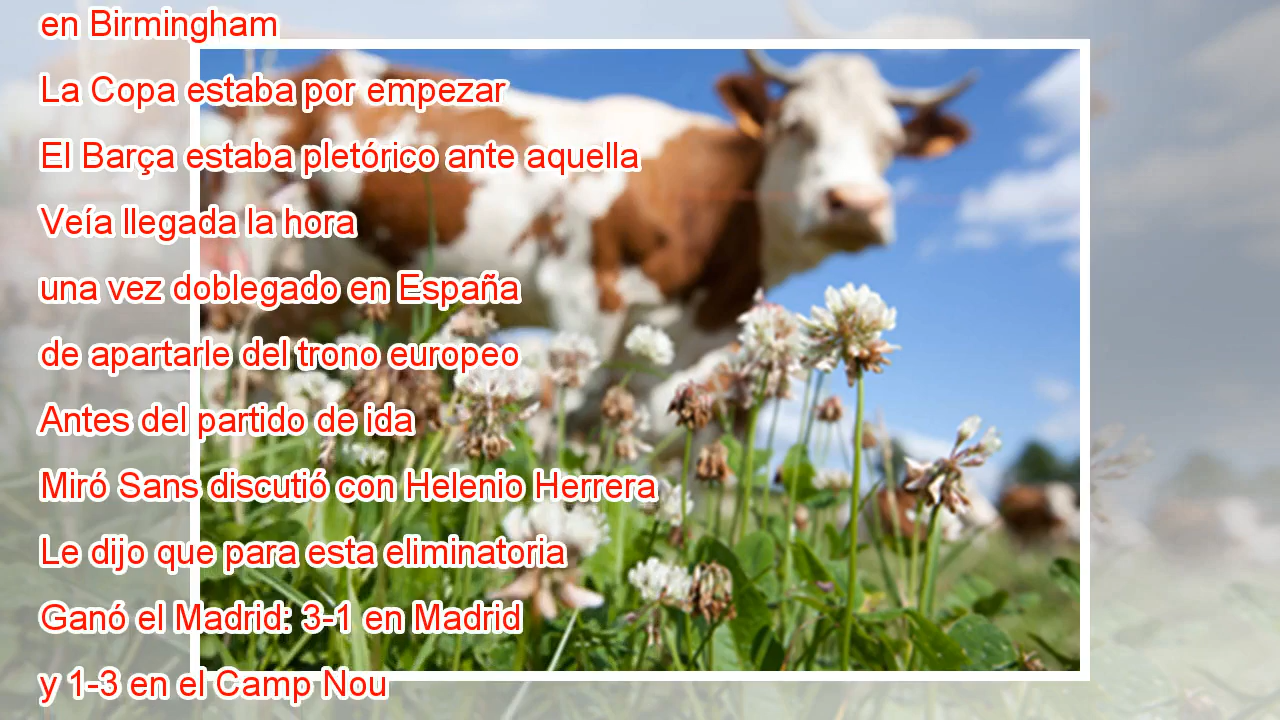 en Birmingham
La Copa estaba por empezar
El Barça estaba pletórico ante aquella
Veía llegada la hora
una vez doblegado en España
de apartarle del trono europeo
Antes del partido de ida
Miró Sans discutió con Helenio Herrera
Le dijo que para esta eliminatoria
Ganó el Madrid: 3-1 en Madrid
y 1-3 en el Camp Nou